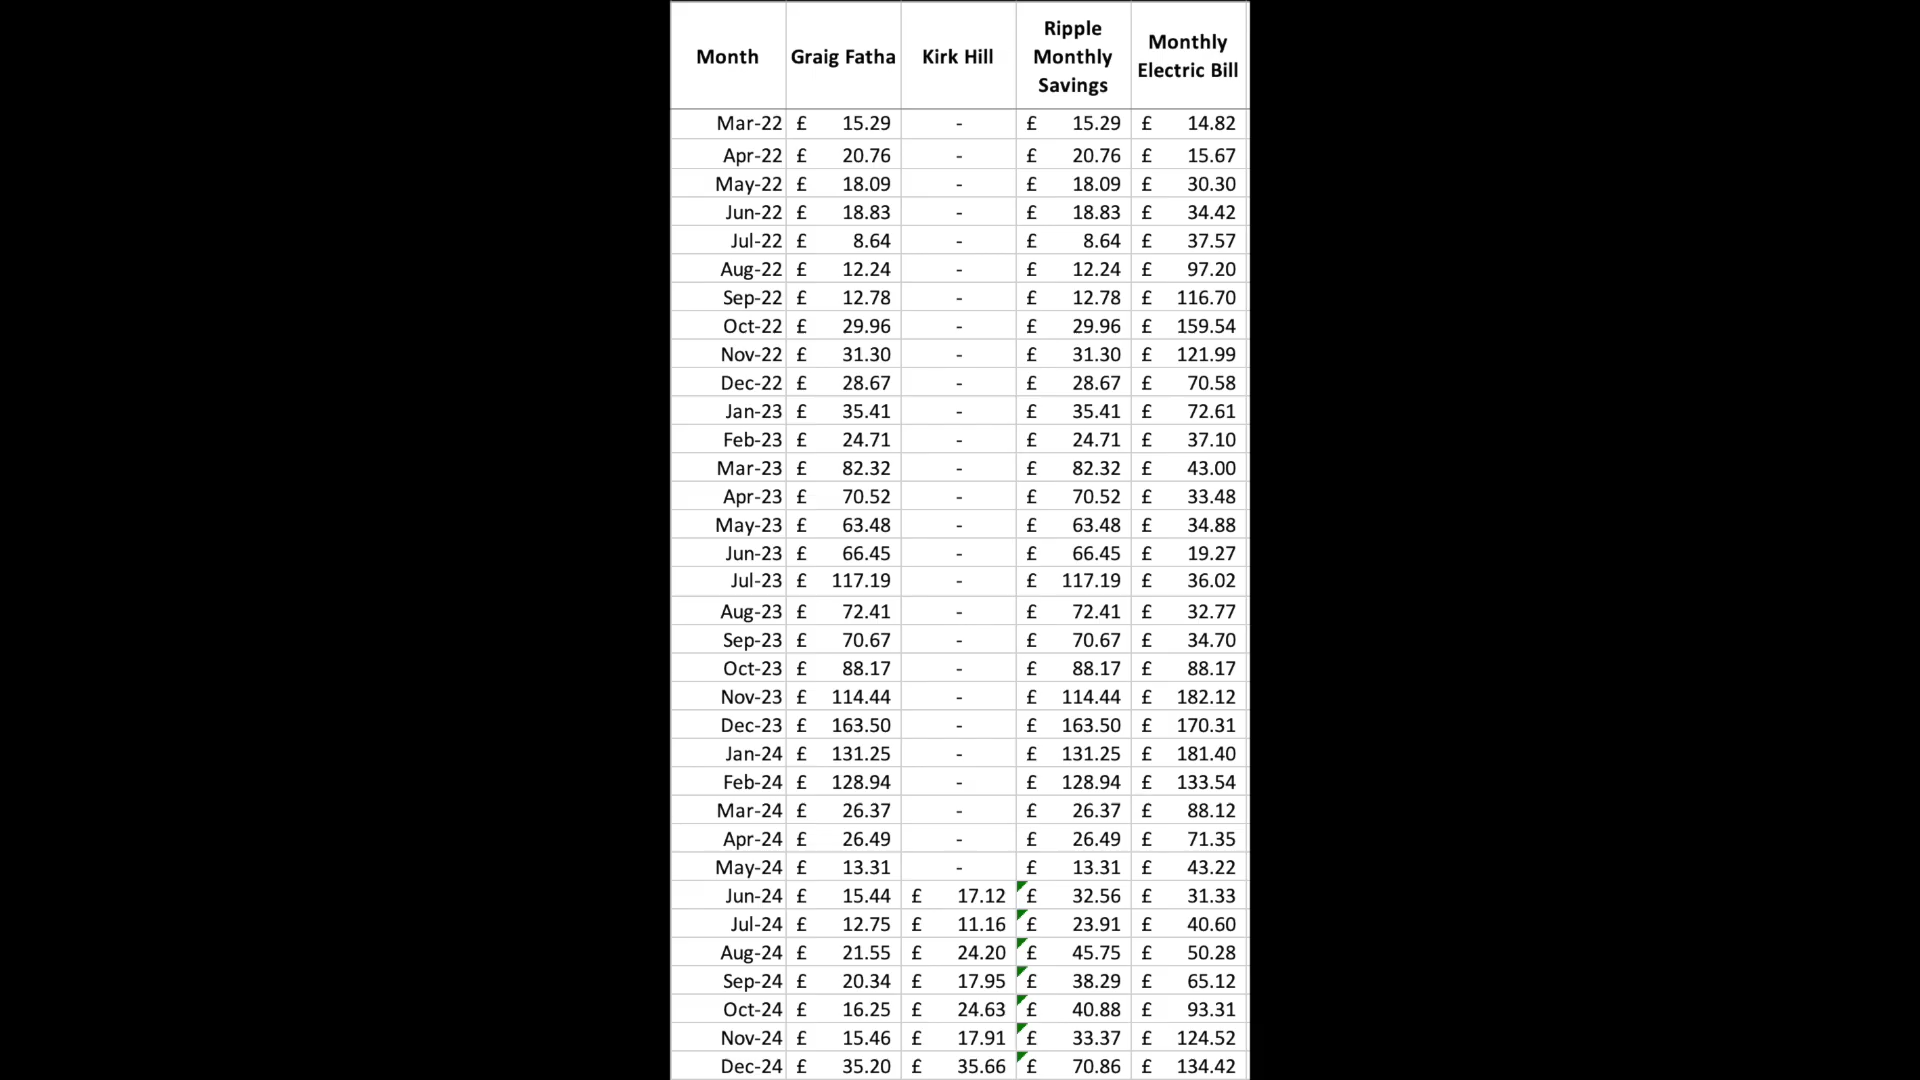 Month Graig Fatha Kirk Hill Ripple Monthly Savings Monthly Electric Bill
Mar-22 £ 15.29 - £ 15.29 £ 14.82
Apr-22 £ 20.76 - £ 20.76 £ 15.67
May-22 £ 18.09 - £ 18.09 £ 30.30
Jun-22 £ 18.83 - £ 18.83 £ 34.42
Jul-22 £ 8.64 - £ 8.64 £ 37.57
Aug-22 £ 12.24 - £ 12.24 £ 97.20
Sep-22 £ 12.78 - £ 12.78 £ 116.70
Oct-22 £ 29.96 - £ 29.96 £ 159.54
Nov-22 £ 31.30 - £ 31.30 £ 121.99
Dec-22 £ 28.67 - £ 28.67 £ 70.58
Jan-23 £ 35.41 - £ 35.41 £ 72.61
Feb-23 £ 24.71 - £ 24.71 £ 37.10
Mar-23 £ 82.32 - £ 82.32 £ 43.00
Apr-23 £ 70.52 - £ 70.52 £ 33.48
May-23 £ 63.48 - £ 63.48 £ 34.88
Jun-23 £ 66.45 - £ 66.45 £ 19.27
Jul-23 £ 117.19 - £ 117.19 £ 36.02
Aug-23 £ 72.41 - £ 72.41 £ 32.77
Sep-23 £ 70.67 - £ 70.67 £ 34.70
Oct-23 £ 88.17 - £ 88.17 £ 88.17
Nov-23 £ 114.44 - £ 114.44 £ 182.12
Dec-23 £ 163.50 - £ 163.50 £ 170.31
Jan-24 £ 131.25 - £ 131.25 £ 181.40
Feb-24 £ 128.94 - £ 128.94 £ 133.54
Mar-24 £ 26.37 - £ 26.37 £ 88.12
Apr-24 £ 26.49 - £ 26.49 £ 71.35
May-24 £ 13.31 - £ 13.31 £ 43.22
Jun-24 £ 15.44 £ 17.12 £ 32.56 £ 31.33
Jul-24 £ 12.75 £ 11.16 £ 23.91 £ 40.60
Aug-24 £ 21.55 £ 24.20 £ 45.75 £ 50.28
Sep-24 £ 20.34 £ 17.95 £ 38.29 £ 65.12
Oct-24 £ 16.25 £ 24.63 £ 40.88 £ 93.31
Nov-24 £ 15.46 £ 17.91 £ 33.37 £ 124.52
Dec-24 £ 35.20 £ 35.66 £ 70.86 £ 134.42